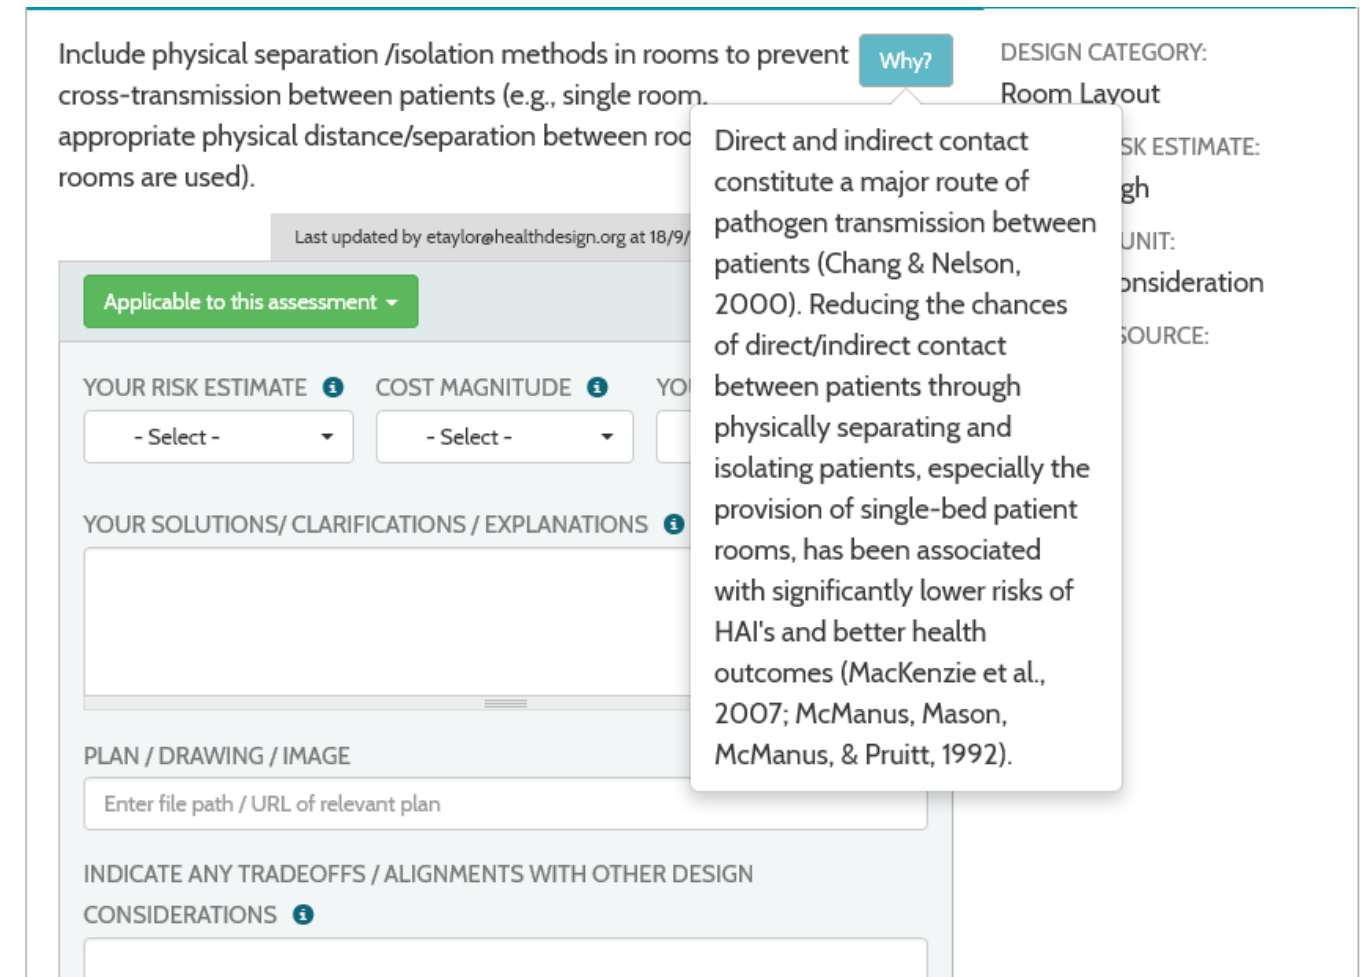 Include physical separation /isolation methods in rooms to prevent
cross-transmission between patients (e.g., single room,
appropriate physical distance/separation between
rooms are used).
Why?
Direct and indirect contact
constitute a major route of
pathogen transmission between
patients (Chang & Nelson,
2000). Reducing the chances
of direct/indirect contact
between patients through
physically separating and
isolating patients, especially the
provision of single-bed patient
rooms, has been associated
with significantly lower risks of
HAI's and better health
outcomes (MacKenzie et al.,
2007; McManus, Mason,
McManus, & Pruitt, 1992).
DESIGN CATEGORY:
Room Layout
ESTIMATE:
UNIT:
SOURCE:
Last updated by etaylor@healthdesign.org at 18/9/
Applicable to this assessment
YOUR RISK ESTIMATE
- Select -
COST MAGNITUDE
- Select -
YOUR SOLUTIONS/ CLARIFICATIONS / EXPLANATIONS
PLAN / DRAWING / IMAGE
Enter file path / URL of relevant plan
INDICATE ANY TRADEOFFS / ALIGNMENTS WITH OTHER DESIGN
CONSIDERATIONS